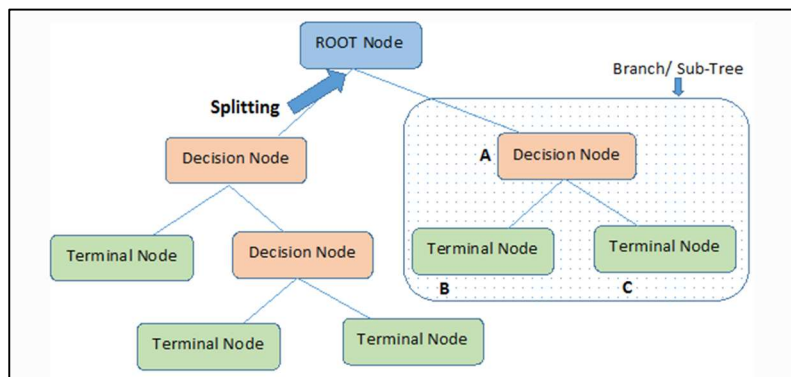 ROOT Node
Branch/ Sub-Tree
Splitting
Decision Node
A
Decision Node
Terminal Node
Decision Node
Terminal Node
Terminal Node
B
C
Terminal Node
Terminal Node